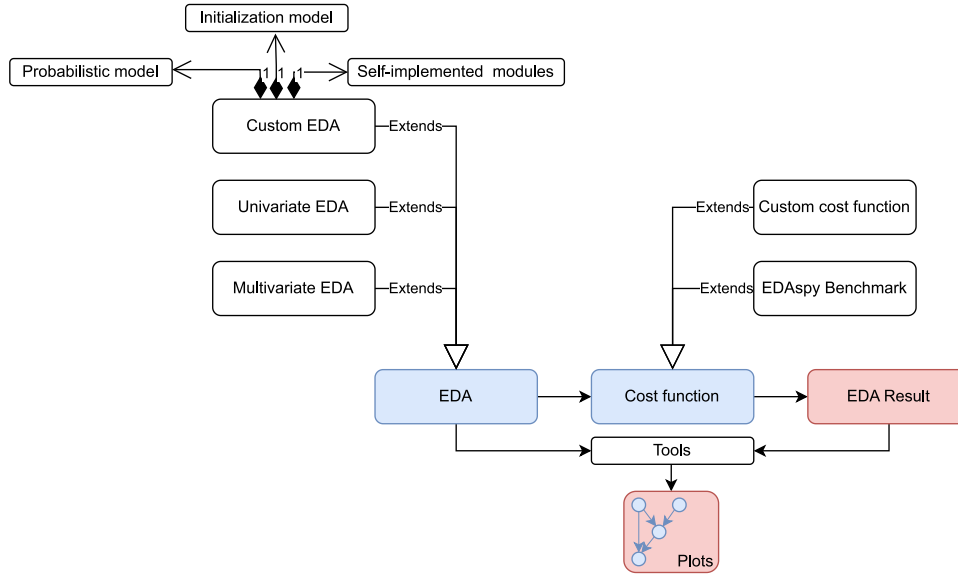 Initialization model
Probabilistic model
1 1 1
Self-implemented modules
Custom EDA
Extends
Univariate EDA
Extends
Extends
Custom cost function
Multivariate EDA
Extends
Extends
EDAspy Benchmark
EDA
Cost function
EDA Result
Tools
Plots